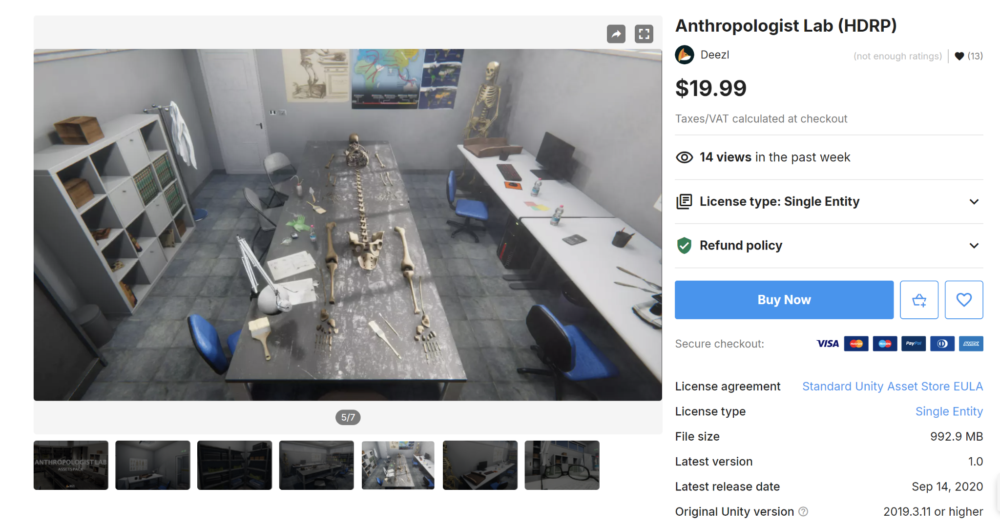 Anthropologist Lab (HDRP)
Deezl
(not enough ratings)
(13)
$19.99
Taxes/VAT calculated at checkout
14 views in the past week
License type: Single Entity
Refund policy
Buy Now
Secure checkout:
VISA
PayPal
AMEX
License agreement
Standard Unity Asset Store EULA
License type
Single Entity
File size
992.9 MB
Latest version
1.0
Latest release date
Sep 14, 2020
Original Unity version
2019.3.11 or higher
5/7
ANTHROPOLOGIST LAB
ASSETS PACK